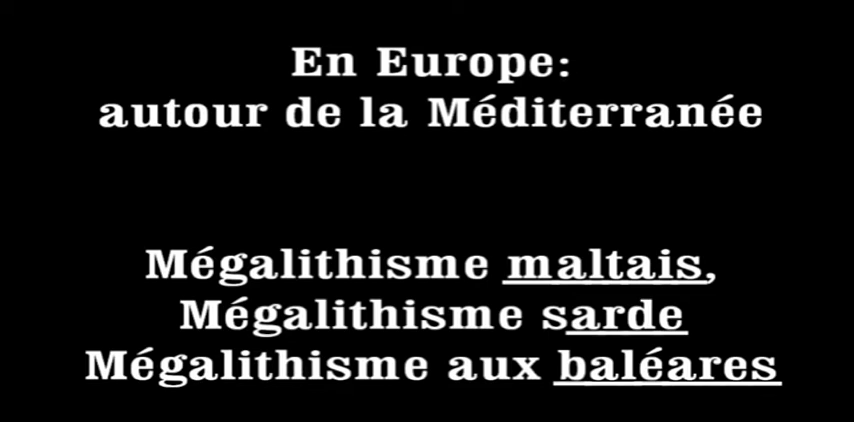 En Europe:
autour de la Méditerranée
Mégalithisme maltais,
Mégalithisme sarde
Mégalithisme aux baléares